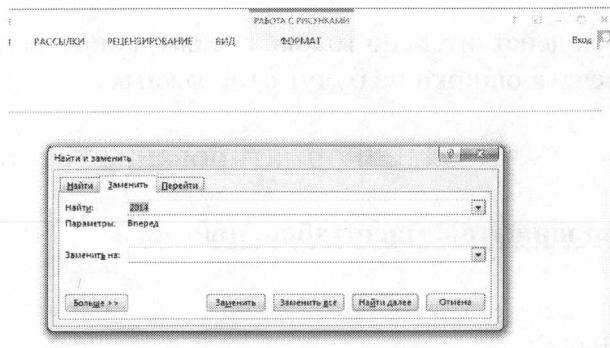 РАБОТА С РИСУНКАМИ
РАССЫЛКИ РЕЦЕНЗИРОВАНИЕ ВИД ФОРМАТ Вход
Найти и заменить
Найти Заменить Перейти
Найти: 2014
Параметры: Вперед
Заменить на:
Больше >> Заменить Заменить все Найти далее Отмена